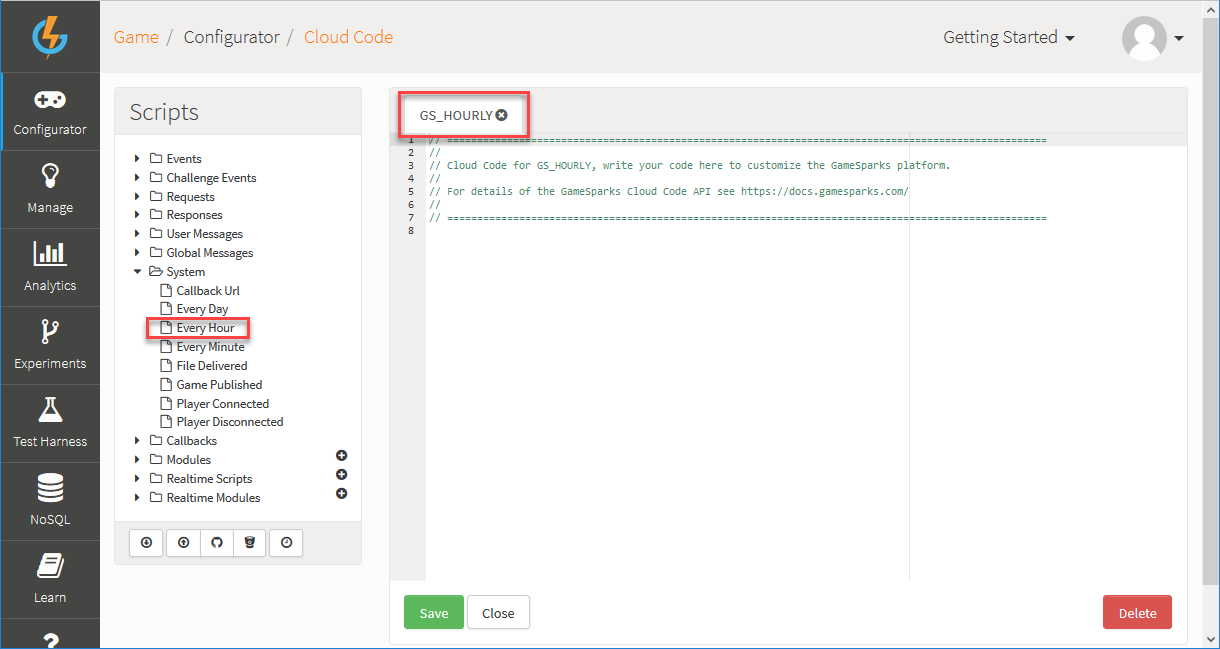 Game / Configurator / Cloud Code
Getting Started
Configurator
Manage
Analytics
Experiments
Test Harness
NoSQL
Learn
?
Scripts
Events
Challenge Events
Requests
Responses
User Messages
Global Messages
System
Callback Url
Every Day
Every Hour
Every Minute
File Delivered
Game Published
Player Connected
Player Disconnected
Callbacks
Modules
Realtime Scripts
Realtime Modules
GS_HOURLY
1 // ====================================================================================================
2 //
3 // Cloud Code for GS_HOURLY, write your code here to customize the GameSparks platform.
4 //
5 // For details of the GameSparks Cloud Code API see https://docs.gamesparks.com/
6 //
7 // ====================================================================================================
8
Save
Close
Delete